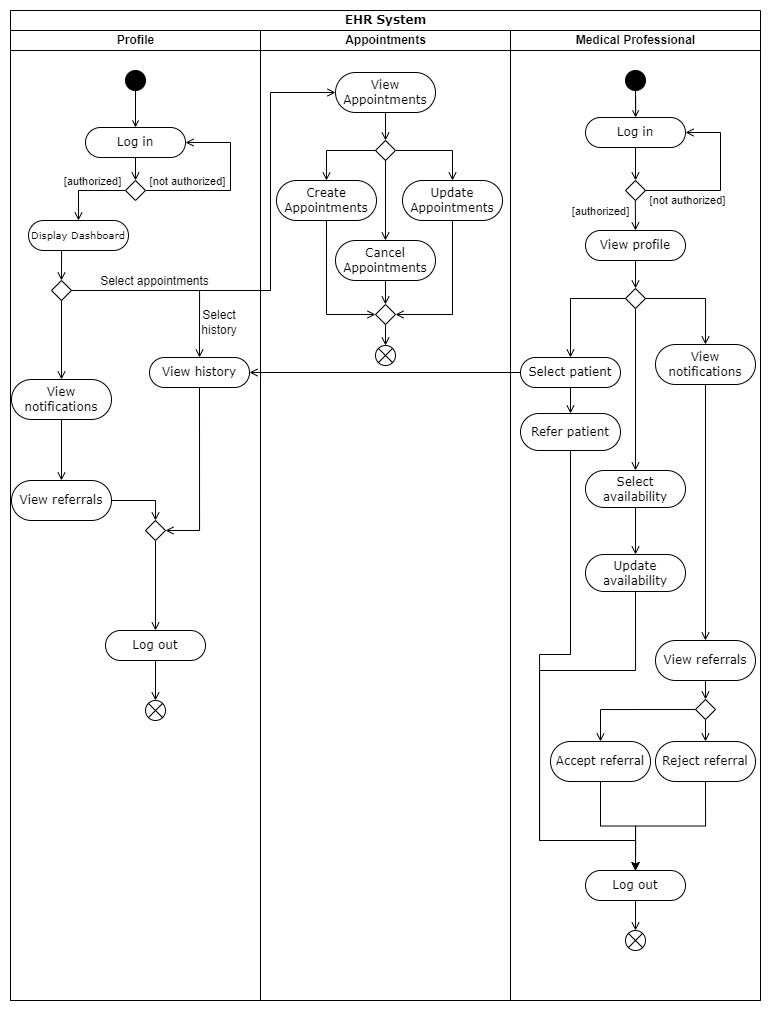 EHR System
Profile
Appointments
Medical Professional
Log in
[authorized]
[not authorized]
Display Dashboard
Select appointments
Select
history
View history
View
notifications
View referrals
Log out
View
Appointments
Create
Appointments
Update
Appointments
Cancel
Appointments
Log in
[not authorized]
[authorized]
View profile
Select patient
View
notifications
Refer patient
Select
availability
Update
availability
View referrals
Accept referral
Reject referral
Log out